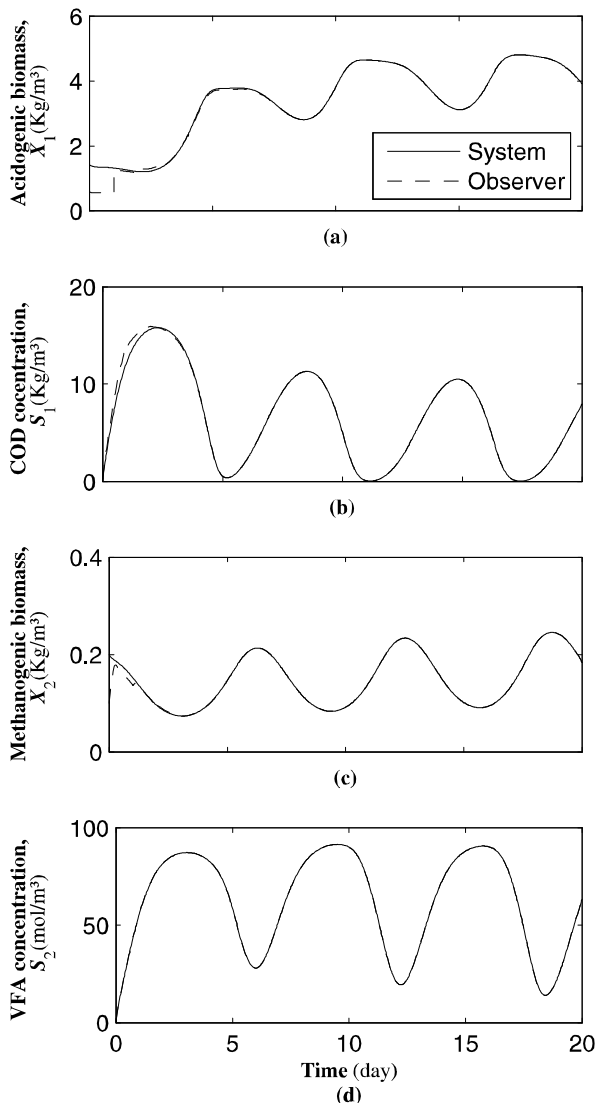 Acidogenic biomass,
X₁(Kg/m³)
6
4
2
0
System
Observer
(a)
COD cocentration,
S₁(Kg/m³)
20
10
0
(b)
Methanogenic biomass,
X₂(Kg/m³)
0.4
0.2
0
(c)
VFA concentration,
S₂(mol/m³)
100
50
0
0 5 10 15 20
Time (day)
(d)